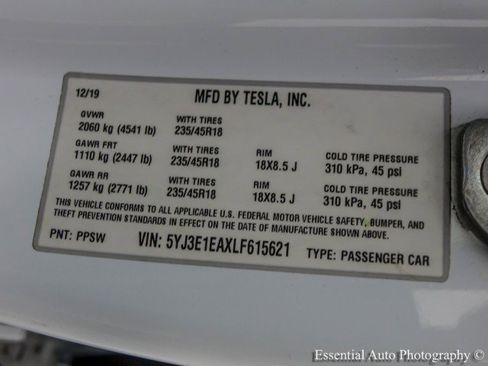 12/19 MFD BY TESLA, INC.
GVWR WITH TIRES
2060 kg (4541 lb) 235/45R18
GAWR FRT WITH TIRES RIM COLD TIRE PRESSURE
1110 kg (2447 lb) 235/45R18 18X8.5 J 310 kPa, 45 psi
GAWR RR WITH TIRES RIM COLD TIRE PRESSURE
1257 kg (2771 lb) 235/45R18 18X8.5 J 310 kPa, 45 psi
THIS VEHICLE CONFORMS TO ALL APPLICABLE U.S. FEDERAL MOTOR VEHICLE SAFETY, BUMPER, AND
THEFT PREVENTION STANDARDS IN EFFECT ON THE DATE OF MANUFACTURE SHOWN ABOVE.
PNT: PPSW VIN: 5YJ3E1EAXLF615621 TYPE: PASSENGER CAR
Essential Auto Photography ©